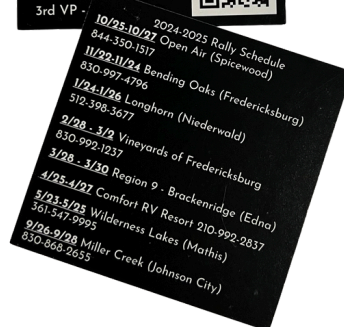 3rd VP -
2024-2025 Rally Schedule
10/25-10/27 Open Air (Spicewood)
844-350-1517
11/22-11/24 Bending Oaks (Fredericksburg)
830-997-4796
1/24-1/26 Longhorn (Niederwald)
512-398-3677
2/28 - 3/2 Vineyards of Fredericksburg
830-992-1237
3/28 - 3/30 Region 9 - Brackenridge (Edna)
4/25-4/27 Comfort RV Resort 210-992-2837
5/23-5/25 Wilderness Lakes (Mathis)
361-547-9995
9/26-9/28 Miller Creek (Johnson City)
830-868-2655